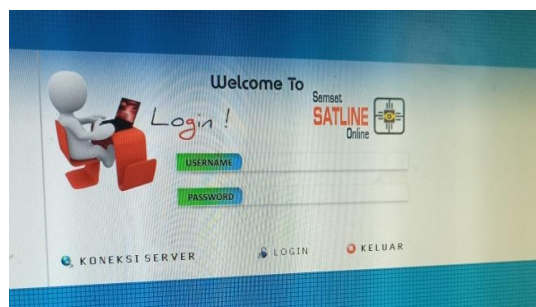 Welcome To
Samsat
SATLINE
Online
Login !
USERNAME
PASSWORD
KONEKSI SERVER
LOGIN
KELUAR